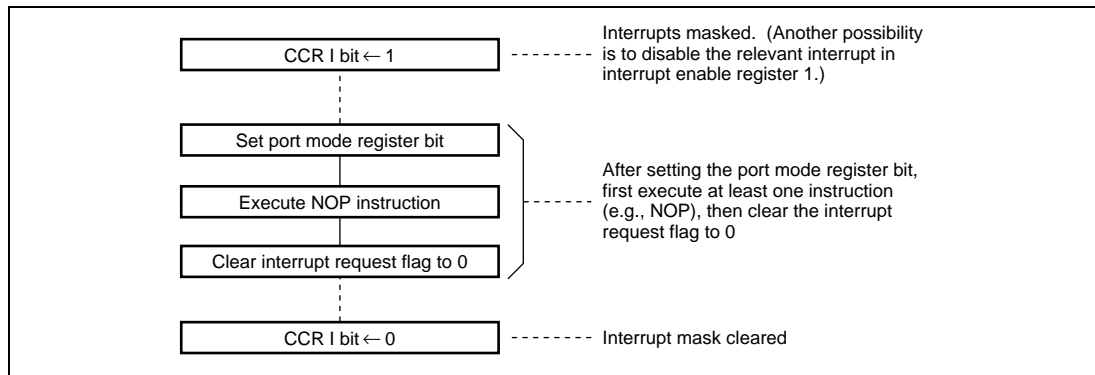 CCR I bit ← 1
Interrupts masked. (Another possibility
is to disable the relevant interrupt in
interrupt enable register 1.)
Set port mode register bit
Execute NOP instruction
Clear interrupt request flag to 0
After setting the port mode register bit,
first execute at least one instruction
(e.g., NOP), then clear the interrupt
request flag to 0
CCR I bit ← 0
Interrupt mask cleared